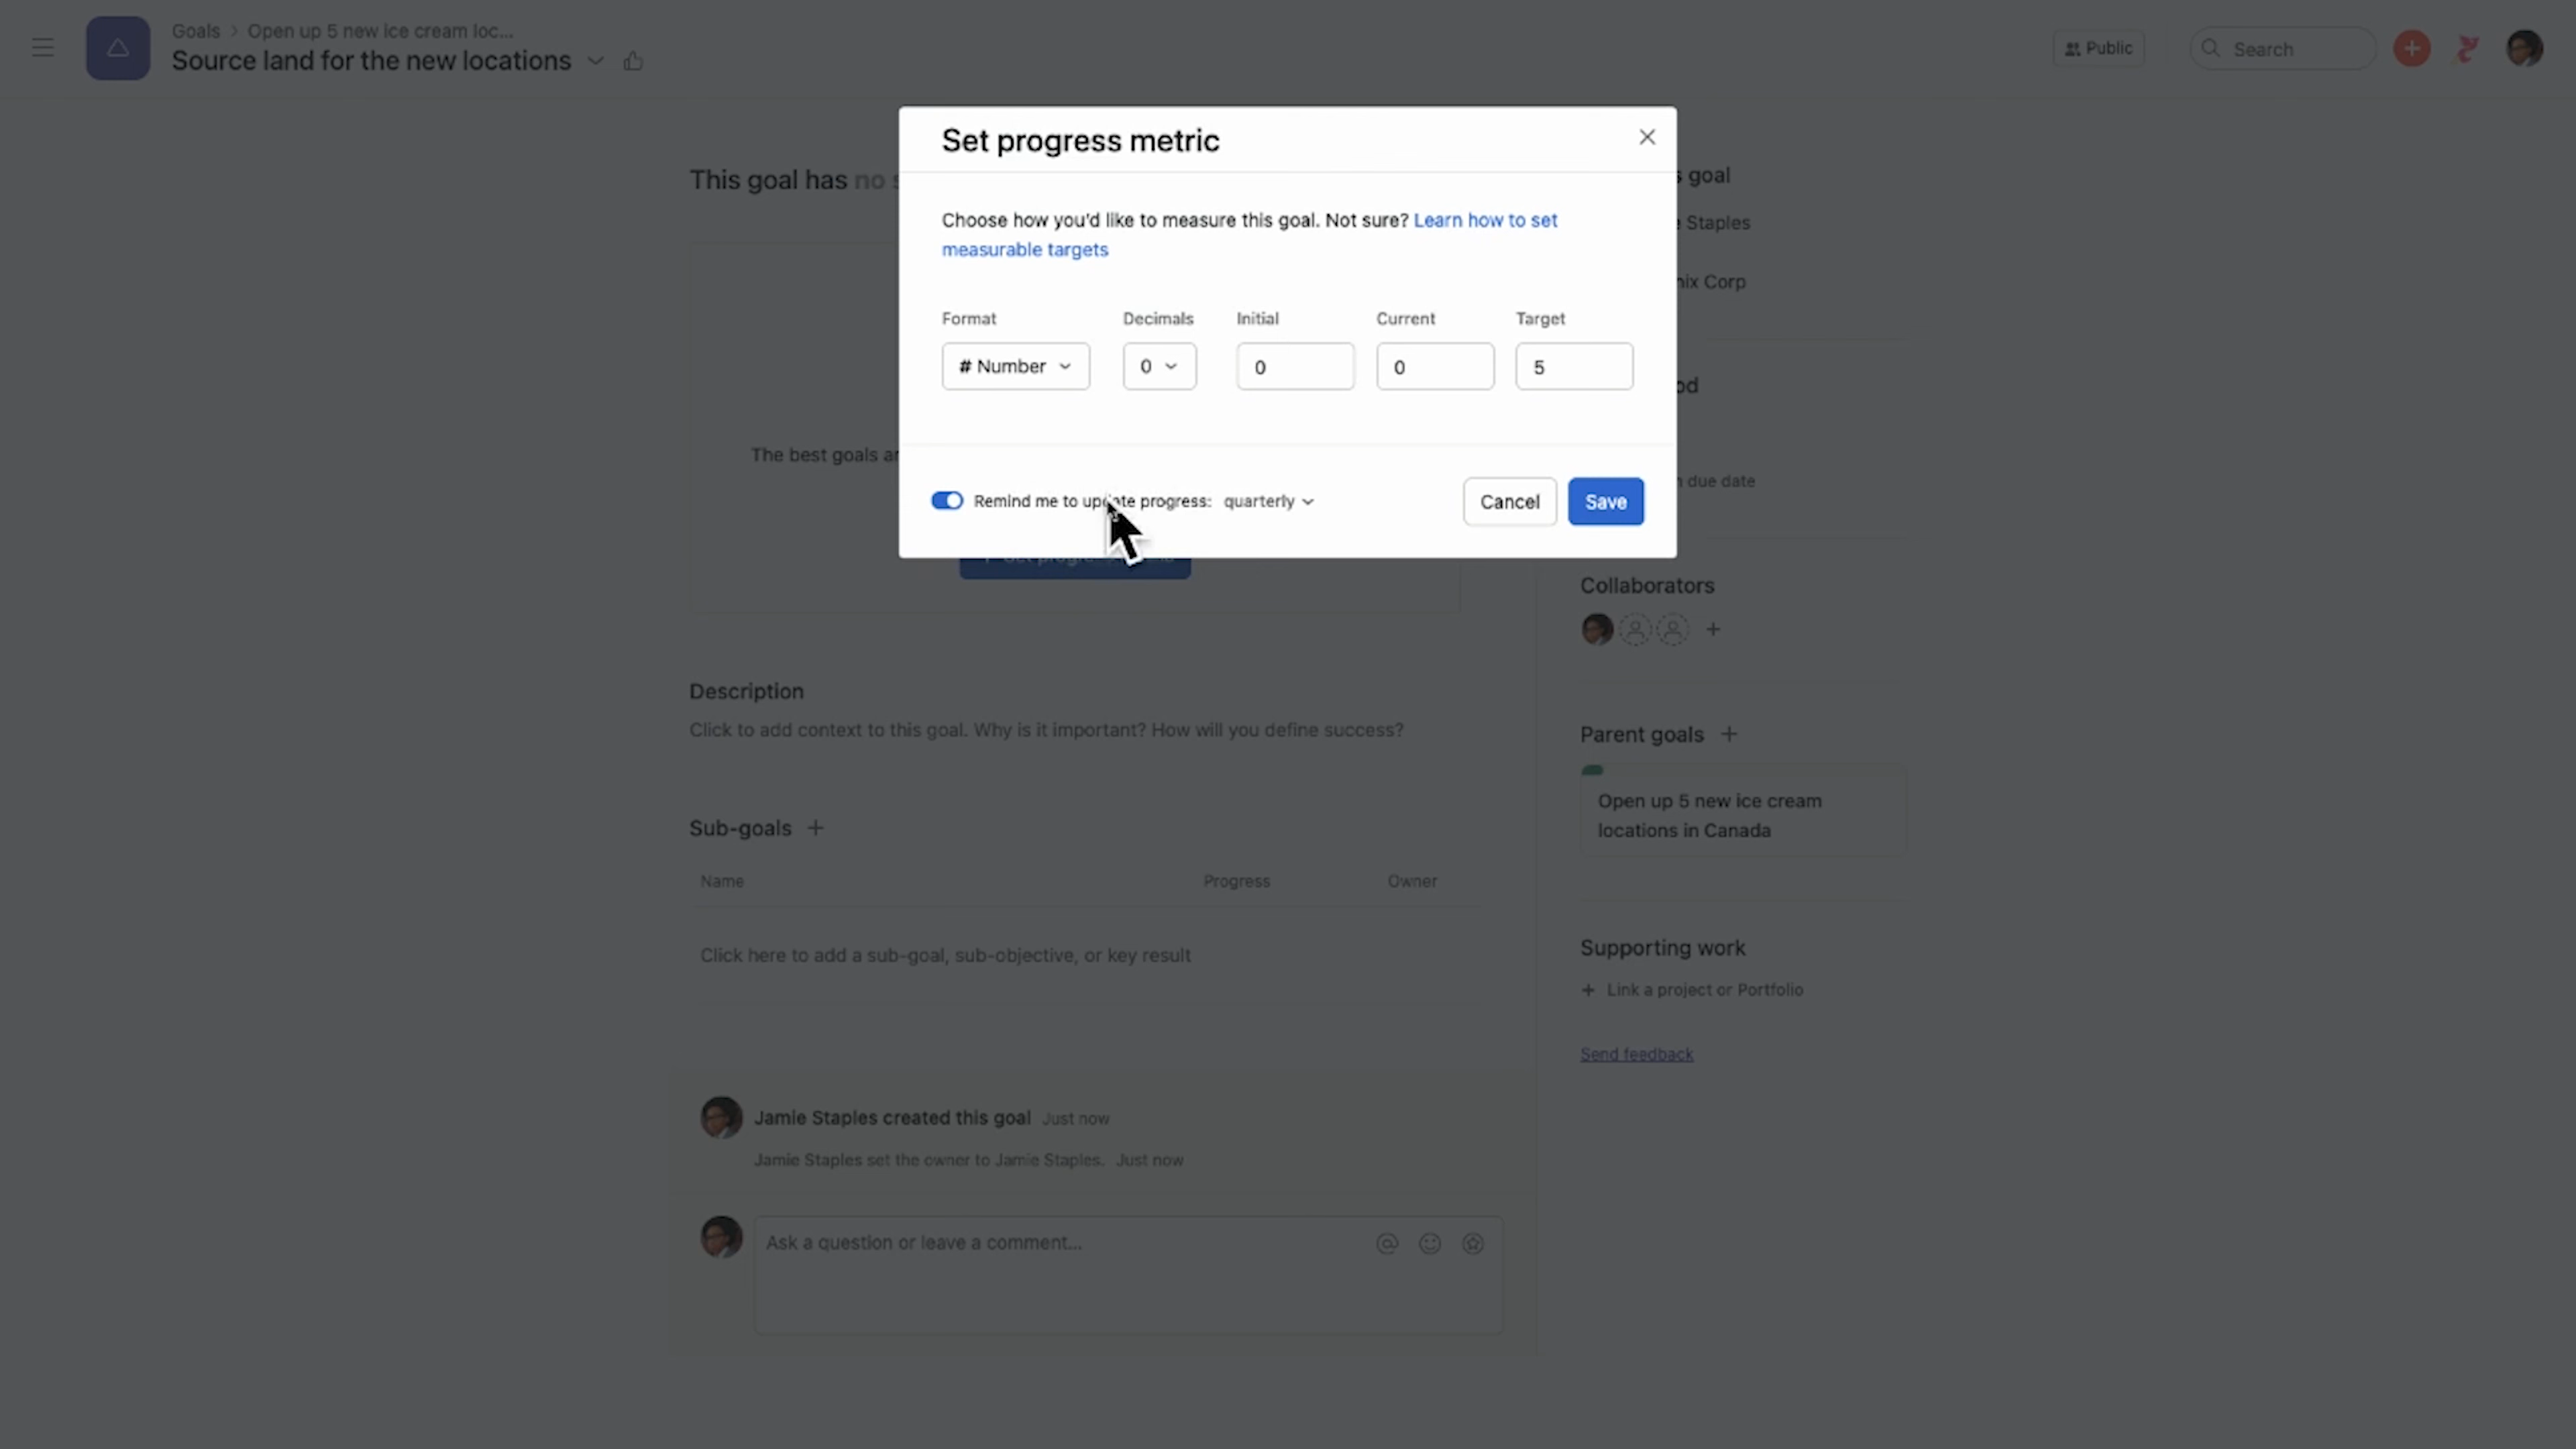 Goals > Open up 5 new ice cream loc...
Source land for the new locations
Public
Search
Set progress metric
This goal has no
s goal
Choose how you'd like to measure this goal. Not sure? Learn how to set
measurable targets
Staples
nix Corp
Format
Decimals
Initial
Current
Target
# Number
0
0
0
5
od
The best goals
due date
Remind me to update progress: quarterly
Cancel
Save
Collaborators
Description
Click to add context to this goal. Why is it important? How will you define success?
Parent goals +
Open up 5 new ice cream
locations in Canada
Sub-goals +
Name
Progress
Owner
Click here to add a sub-goal, sub-objective, or key result
Supporting work
+ Link a project or Portfolio
Send feedback
Jamie Staples created this goal Just now
Jamie Staples set the owner to Jamie Staples. Just now
Ask a question or leave a comment...